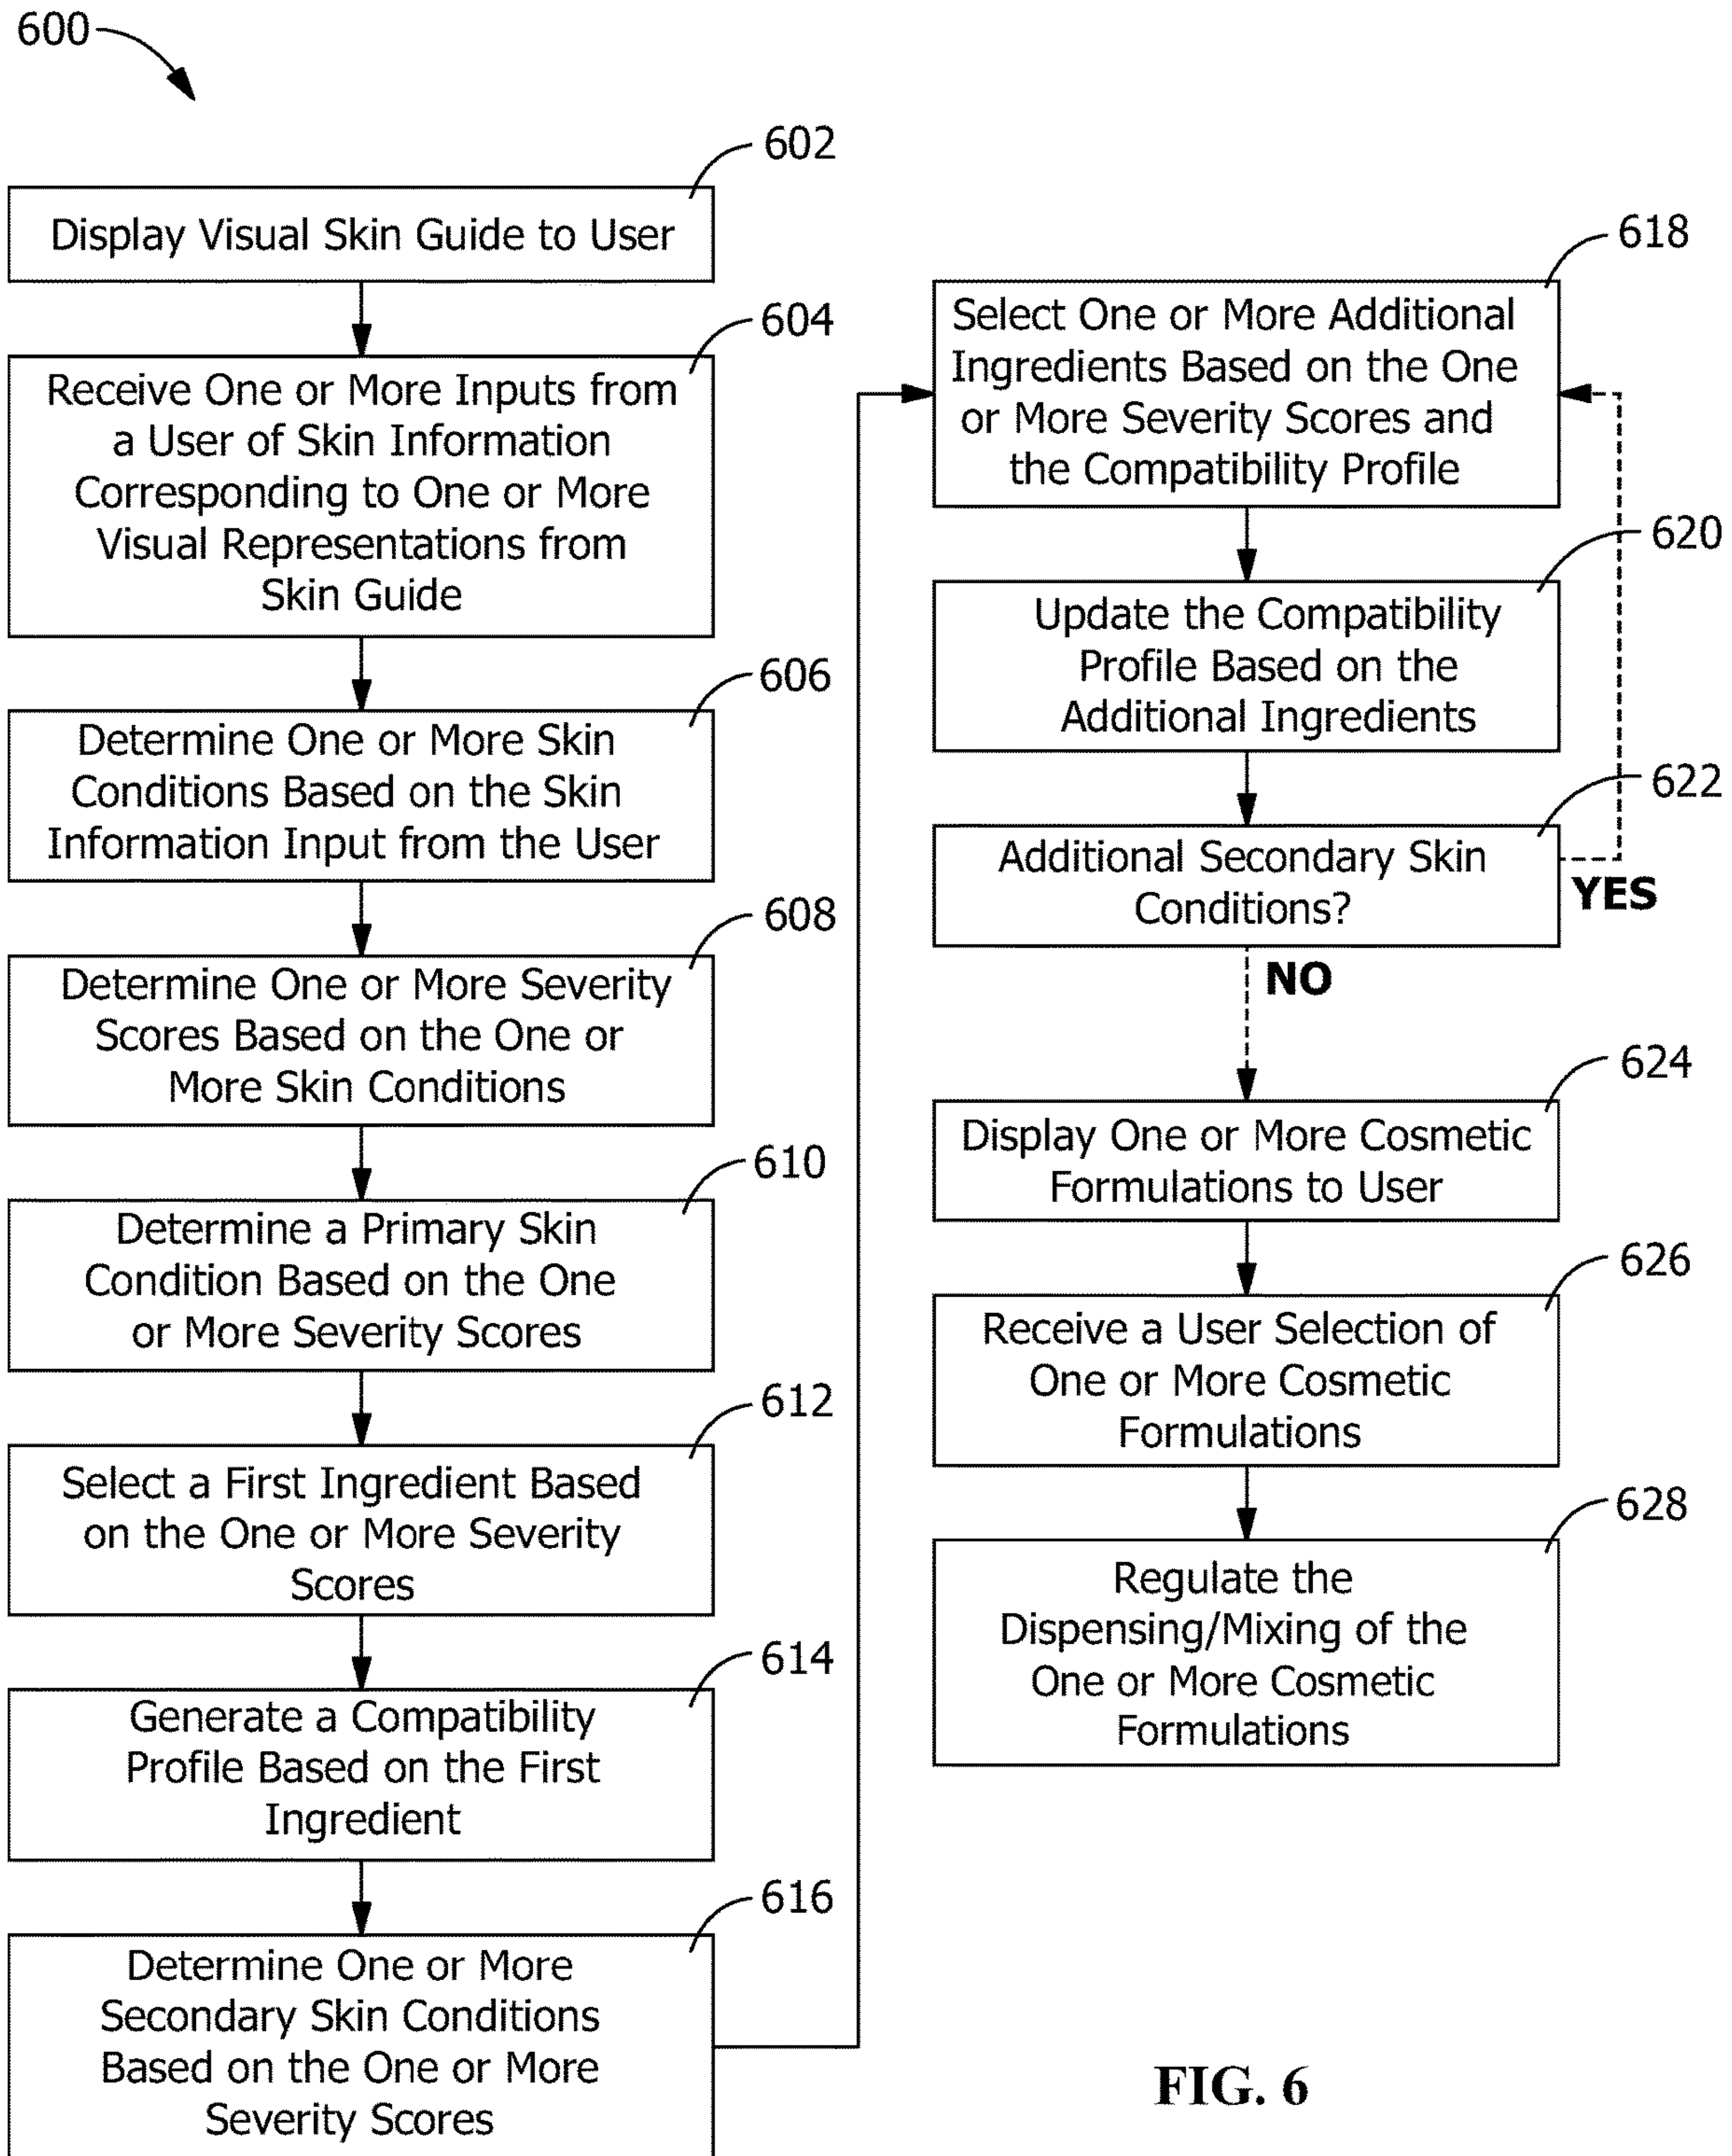 600
602
Display Visual Skin Guide to User
604
Receive One or More Inputs from
a User of Skin Information
Corresponding to One or More
Visual Representations from
Skin Guide
606
Determine One or More Skin
Conditions Based on the Skin
Information Input from the User
608
Determine One or More Severity
Scores Based on the One or
More Skin Conditions
610
Determine a Primary Skin
Condition Based on the One
or More Severity Scores
612
Select a First Ingredient Based
on the One or More Severity
Scores
614
Generate a Compatibility
Profile Based on the First
Ingredient
616
Determine One or More
Secondary Skin Conditions
Based on the One or More
Severity Scores
618
Select One or More Additional
Ingredients Based on the One
or More Severity Scores and
the Compatibility Profile
620
Update the Compatibility
Profile Based on the
Additional Ingredients
622
Additional Secondary Skin
Conditions?
YES
NO
624
Display One or More Cosmetic
Formulations to User
626
Receive a User Selection of
One or More Cosmetic
Formulations
628
Regulate the
Dispensing/Mixing of the
One or More Cosmetic
Formulations
FIG. 6